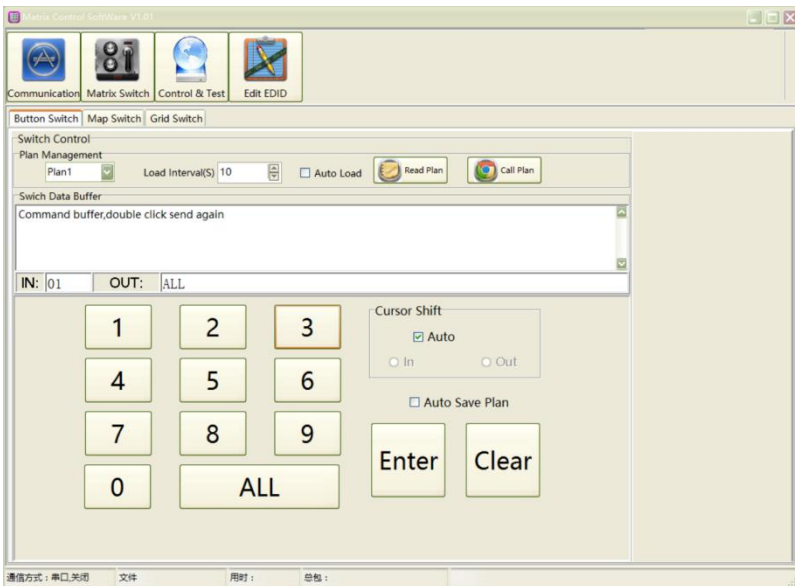 Matrix Control SoftWare V1.01
Communication Matrix Switch Control & Test Edit EDID
Button Switch Map Switch Grid Switch
Switch Control
Plan Management
Plan1 Load Interval(S) 10 Auto Load Read Plan Call Plan
Swich Data Buffer
Command buffer,double click send again
IN: 01 OUT: ALL
Cursor Shift
1 2 3
Auto
In Out
4 5 6
Auto Save Plan
7 8 9
Enter Clear
0 ALL
通信方式：串口,关闭 文件 用时： 总包：